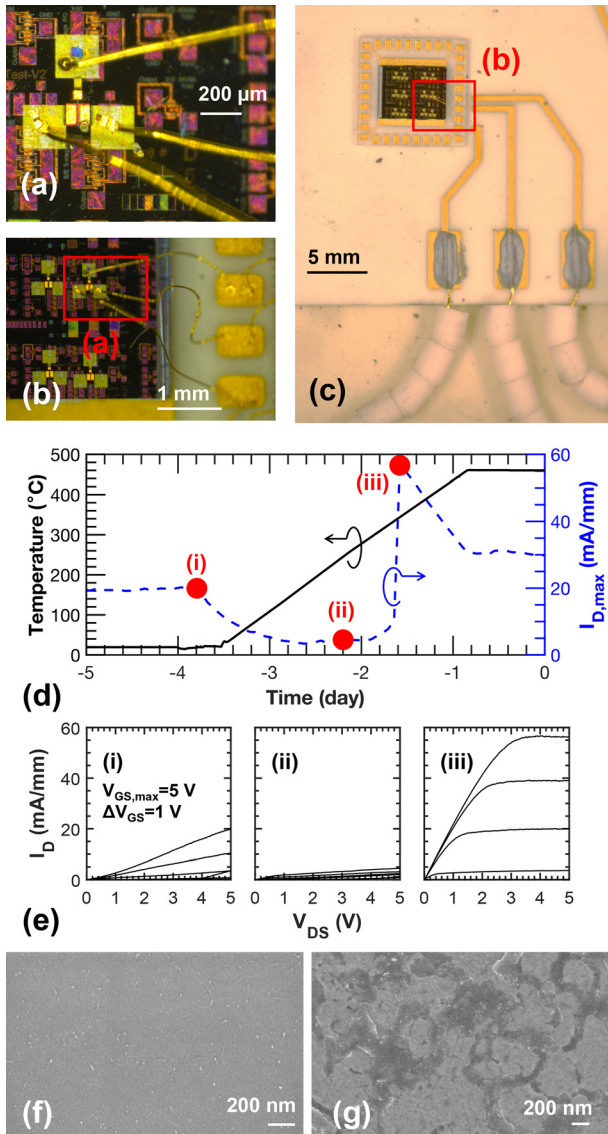 Test-V2
200 µm
(a)
(a)
(b)
1 mm
(b)
5 mm
(c)
500
400
300
200
100
0
Temperature (°C)
60
40
20
0
I_D,max (mA/mm)
(i)
(ii)
(iii)
-5
-4
-3
-2
-1
0
(d)
Time (day)
60
40
20
0
I_D (mA/mm)
(i)
V_GS,max=5 V
ΔV_GS=1 V
(ii)
(iii)
0 1 2 3 4 5
0 1 2 3 4 5
0 1 2 3 4 5
(e)
V_DS (V)
(f)
200 nm
(g)
200 nm